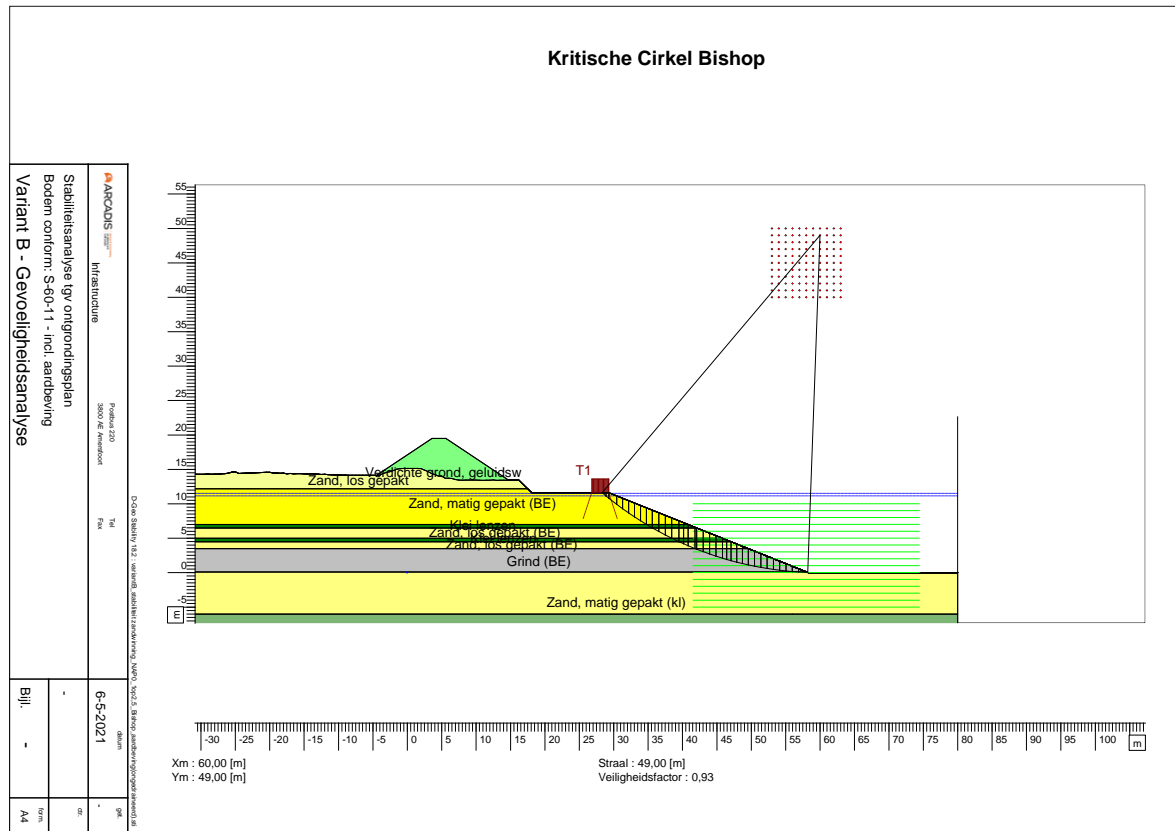 Kritische Cirkel Bishop
ARCADIS
Infrastructure
Postbus 220
3800 AE Amersfoort
Tel
Fax
Stabiliteitsanalyse tgv ontgrondingsplan
Bodem conform: S-60-11 - incl. aardbeving
Variant B - Gevoeligheidsanalyse
datum
get.
6-5-2021
-
ctr.
-
form.
Bijl.
-
A4
55
50
45
40
35
30
25
20
15
10
5
0
-5
m
T1
Verdichte grond, geluidsw
Zand, los gepakt
Zand, matig gepakt (BE)
Klei lenzen
Zand, los gepakt (BE)
Zand, los gepakt (BE)
Grind (BE)
Zand, matig gepakt (kl)
-30 -25 -20 -15 -10 -5 0 5 10 15 20 25 30 35 40 45 50 55 60 65 70 75 80 85 90 95 100 m
Xm : 60,00 [m]
Ym : 49,00 [m]
Straal : 49,00 [m]
Veiligheidsfactor : 0,93